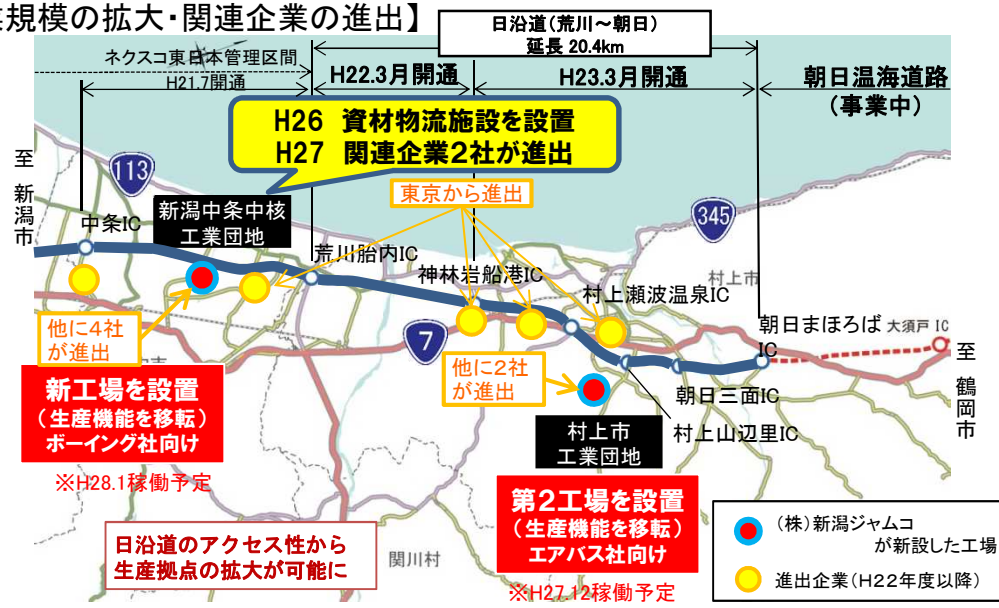 規模の拡大・関連企業の進出】
日沿道（荒川～朝日）
延長 20.4km
ネクスコ東日本管理区間
H21.7開通
H22.3月開通
H23.3月開通
朝日温海道路
（事業中）
H26 資材物流施設を設置
H27 関連企業２社が進出
至 新潟市
113
東京から進出
345
新潟中条中核
工業団地
中条IC
荒川胎内IC
神林岩船港IC
村上市
村上瀬波温泉IC
朝日まほろば
IC
大須戸 IC
至 鶴岡市
他に４社
が進出
7
他に２社
が進出
新工場を設置
（生産機能を移転）
ボーイング社向け
※H28.1稼働予定
朝日三面IC
村上山辺里IC
村上市
工業団地
第２工場を設置
（生産機能を移転）
エアバス社向け
※H27.12稼働予定
日沿道のアクセス性から
生産拠点の拡大が可能に
関川村
（株）新潟ジャムコ
が新設した工場
進出企業（H22年度以降）